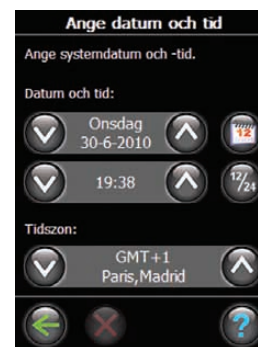 Ange datum och tid
Ange systemdatum och -tid.
Datum och tid:
Onsdag
30-6-2010
12
19:38
12/24
Tidszon:
GMT+1
Paris,Madrid
?